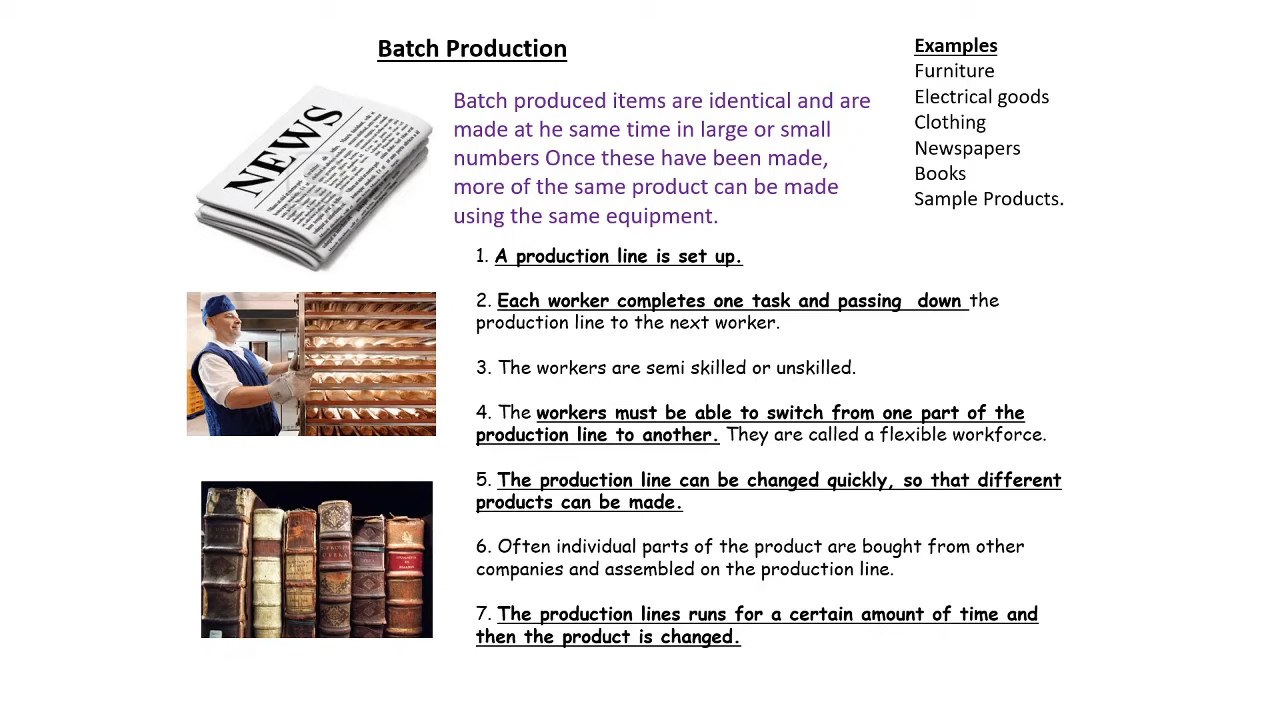 Batch Production
Batch produced items are identical and are
made at he same time in large or small
numbers Once these have been made,
more of the same product can be made
using the same equipment.
Examples
Furniture
Electrical goods
Clothing
Newspapers
Books
Sample Products.
NEWS
1. A production line is set up.
2. Each worker completes one task and passing down the
production line to the next worker.
3. The workers are semi skilled or unskilled.
4. The workers must be able to switch from one part of the
production line to another. They are called a flexible workforce.
5. The production line can be changed quickly, so that different
products can be made.
6. Often individual parts of the product are bought from other
companies and assembled on the production line.
7. The production lines runs for a certain amount of time and
then the product is changed.